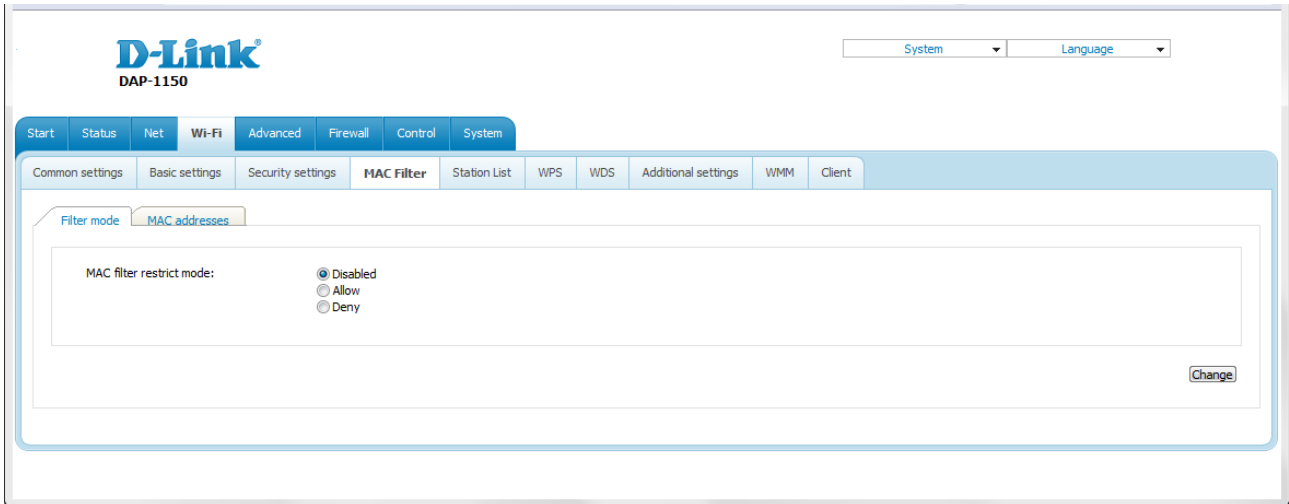 D-Link®
DAP-1150
System Language
Start Status Net Wi-Fi Advanced Firewall Control System
Common settings Basic settings Security settings MAC Filter Station List WPS WDS Additional settings WMM Client
Filter mode MAC addresses
MAC filter restrict mode: Disabled
Allow
Deny
Change